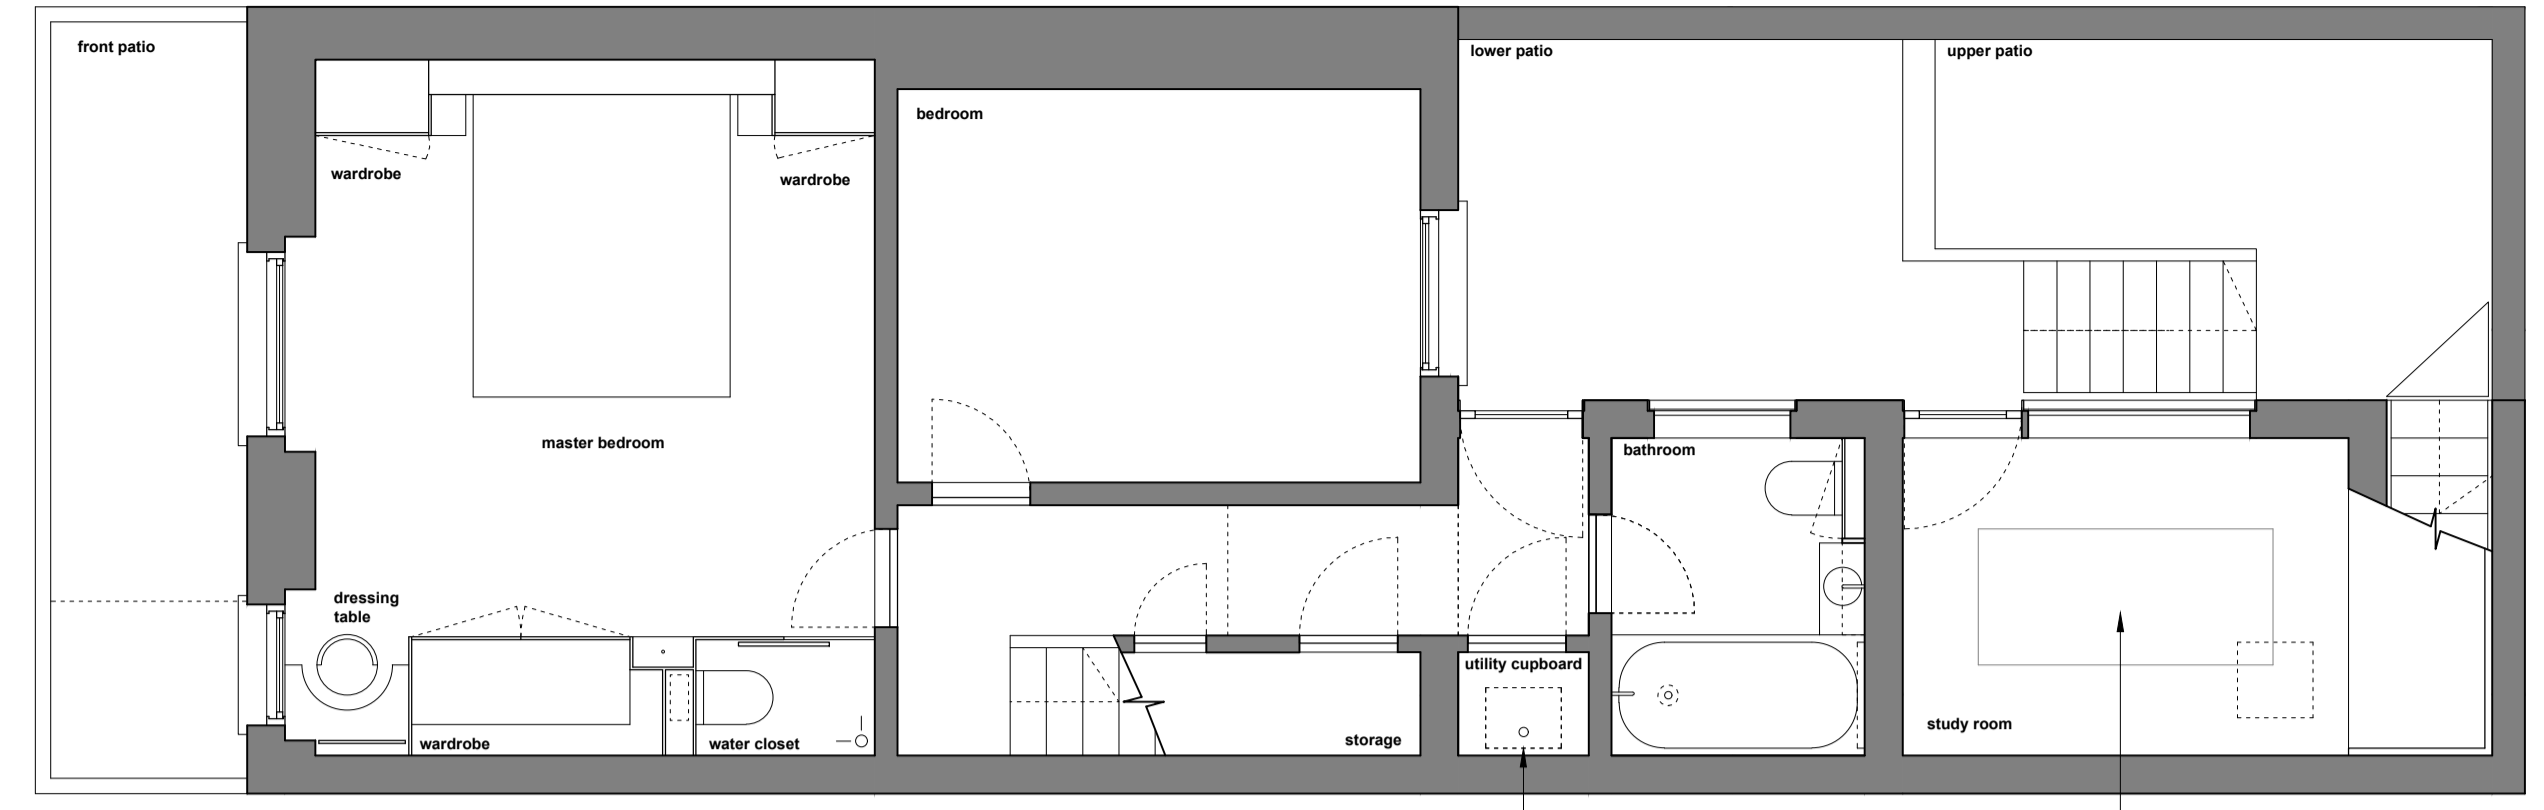 front patio
lower patio
upper patio
bedroom
wardrobe
wardrobe
master bedroom
bathroom
dressing
table
utility cupboard
study room
wardrobe
water closet
storage